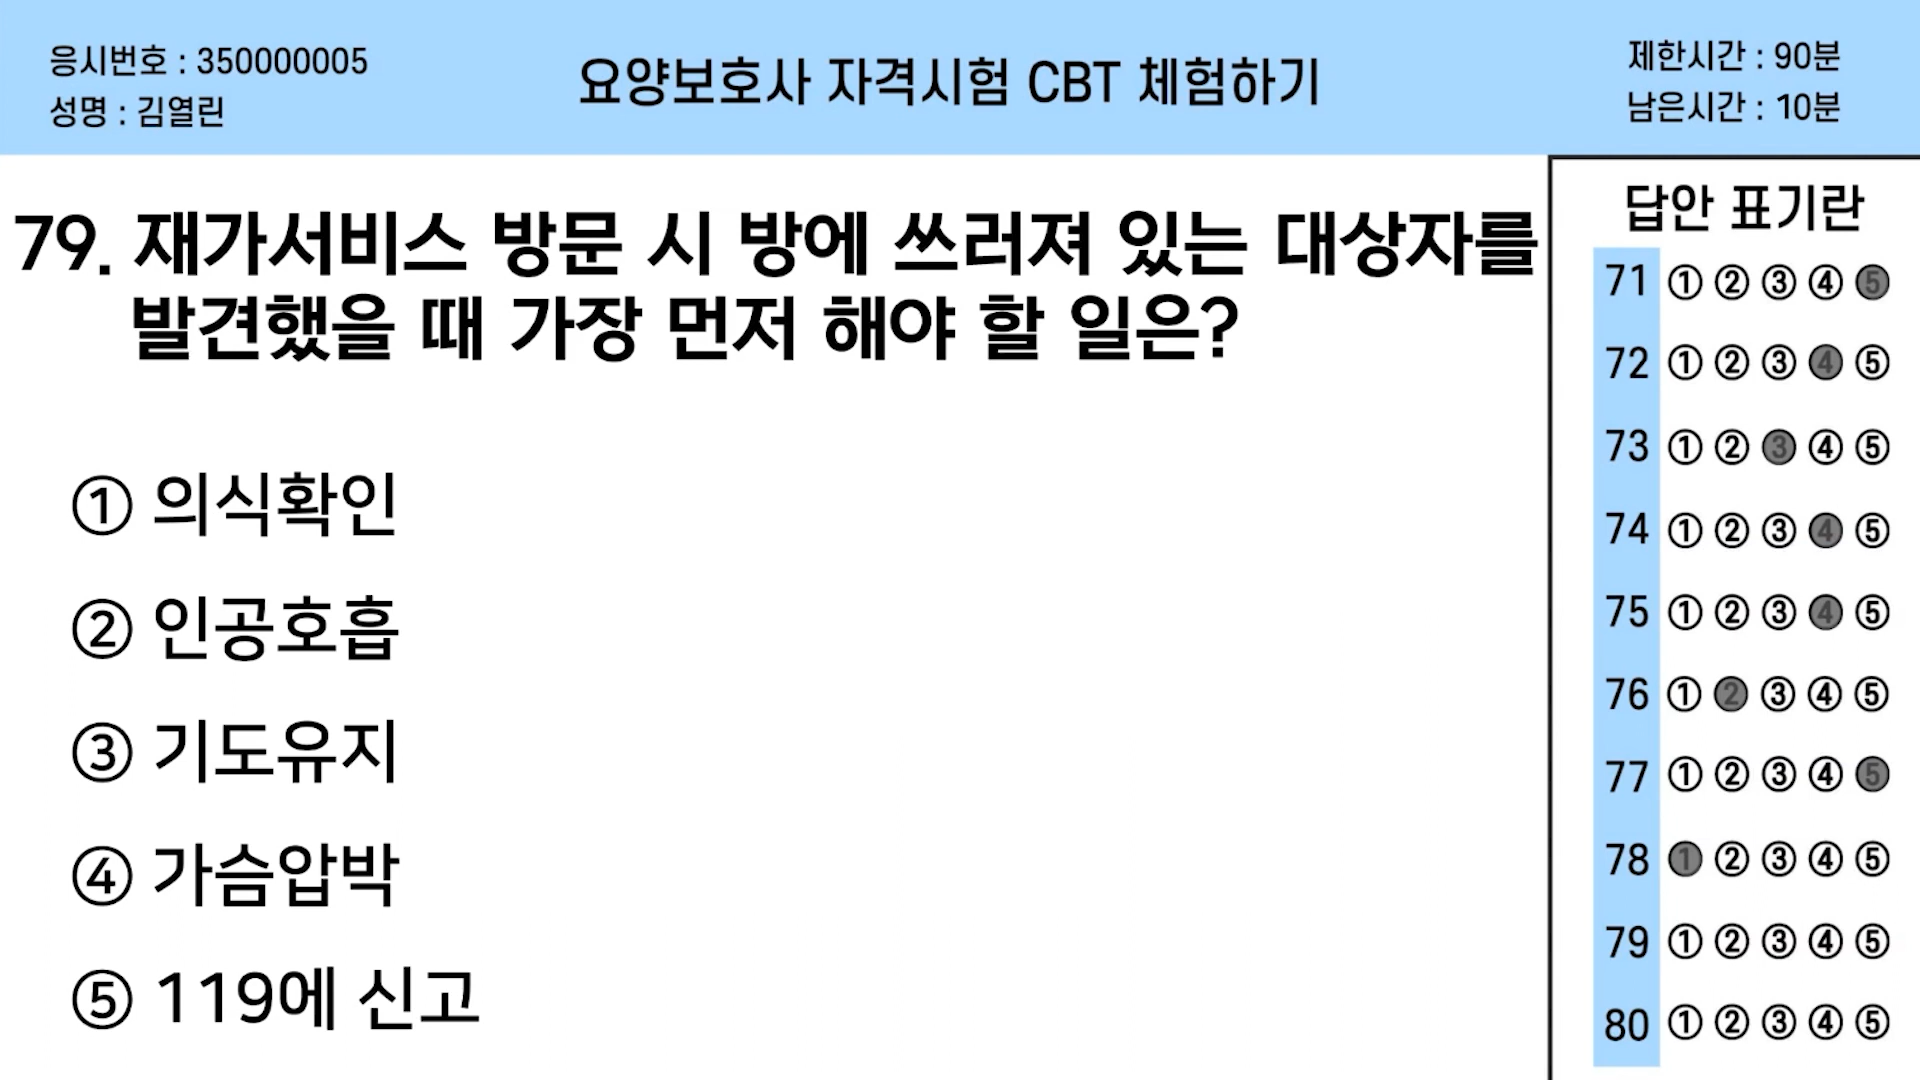 응시번호 : 350000005
성명 : 김열린
요양보호사 자격시험 CBT 체험하기
제한시간 : 90분
남은시간 : 10분
79. 재가서비스 방문 시 방에 쓰러져 있는 대상자를
발견했을 때 가장 먼저 해야 할 일은?
① 의식확인
② 인공호흡
③ 기도유지
④ 가슴압박
⑤ 119에 신고
답안 표기란
71 ① ② ③ ④ ⑤
72 ① ② ③ ④ ⑤
73 ① ② ③ ④ ⑤
74 ① ② ③ ④ ⑤
75 ① ② ③ ④ ⑤
76 ① ② ③ ④ ⑤
77 ① ② ③ ④ ⑤
78 ① ② ③ ④ ⑤
79 ① ② ③ ④ ⑤
80 ① ② ③ ④ ⑤